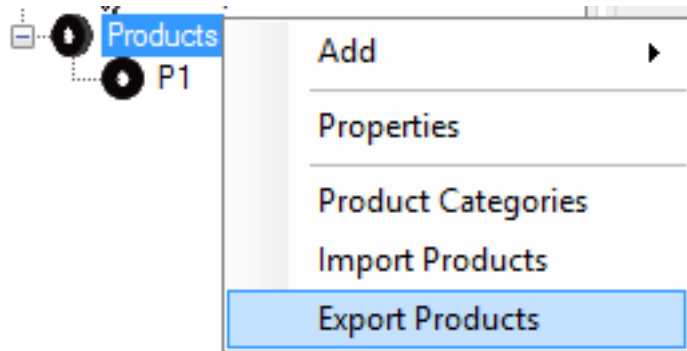 Products
P1
Add
Properties
Product Categories
Import Products
Export Products